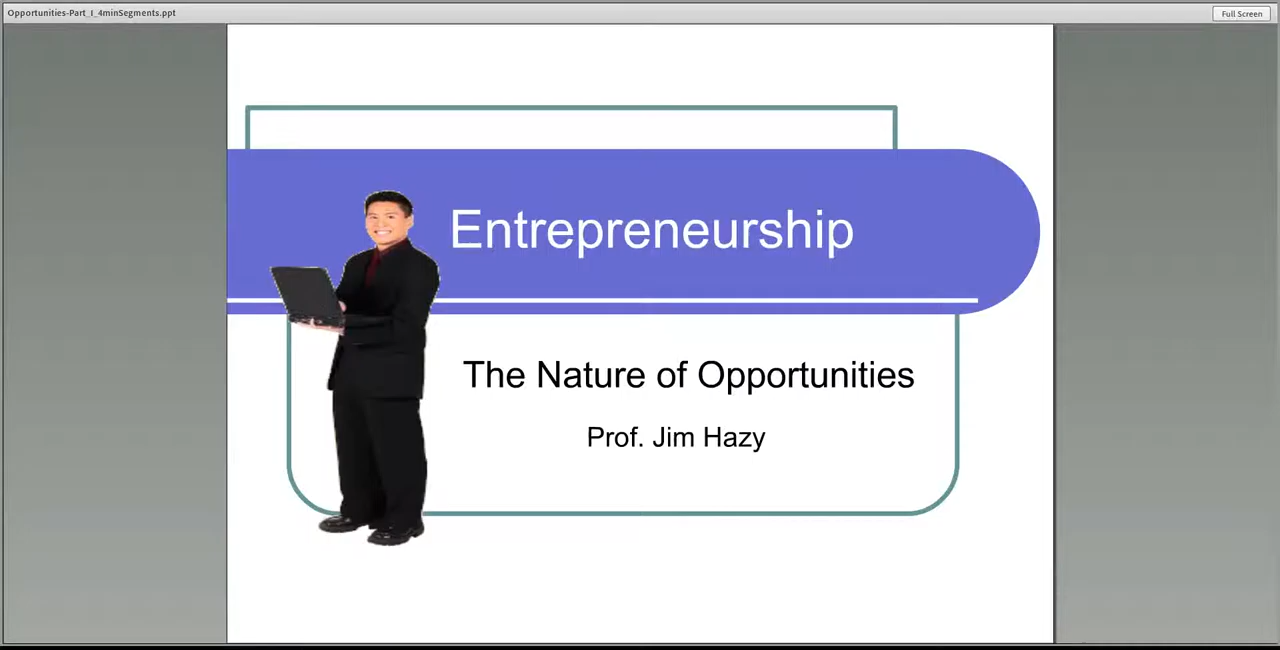 Opportunities-Part_I_4minSegments.ppt
Full Screen
Entrepreneurship
The Nature of Opportunities
Prof. Jim Hazy